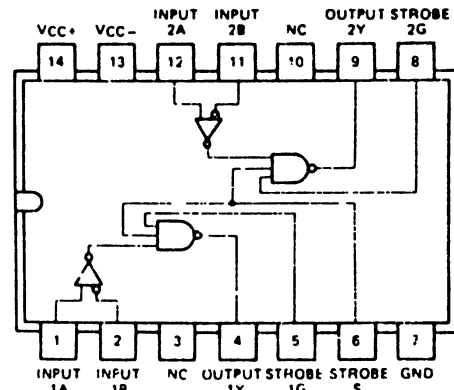 INPUT INPUT OUTPUT STROBE
VCC+ VCC− 2A 2B NC 2Y 2G
14 13 12 11 10 9 8
1 2 3 4 5 6 7
INPUT INPUT NC OUTPUT STROBE STROBE GND
1A 1B 1Y 1G S